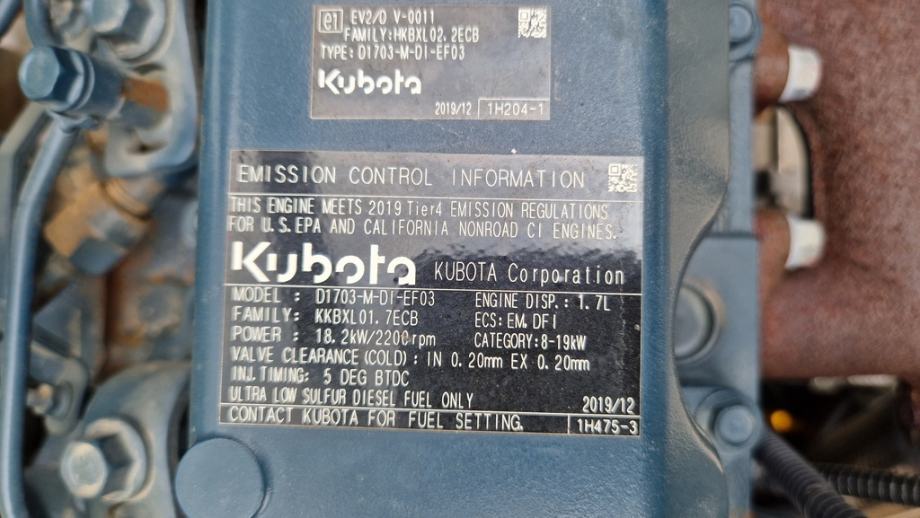 e1 EV2/D V-0011
FAMILY:HKBXL02.2ECB
TYPE: D1703-M-DI-EF03
Kubota
2019/12 1H204-1
EMISSION CONTROL INFORMATION
THIS ENGINE MEETS 2019 Tier4 EMISSION REGULATIONS
FOR U.S.EPA AND CALIFORNIA NONROAD CI ENGINES.
Kubota KUBOTA Corporation
MODEL : D1703-M-DI-EF03 ENGINE DISP.: 1.7L
FAMILY: KKBXL01.7ECB ECS: EM,DFI
POWER : 18.2kW/2200rpm CATEGORY:8-19kW
VALVE CLEARANCE (COLD) : IN 0.20mm EX 0.20mm
INJ.TIMING: 5 DEG BTDC
ULTRA LOW SULFUR DIESEL FUEL ONLY 2019/12
CONTACT KUBOTA FOR FUEL SETTING. 1H475-3